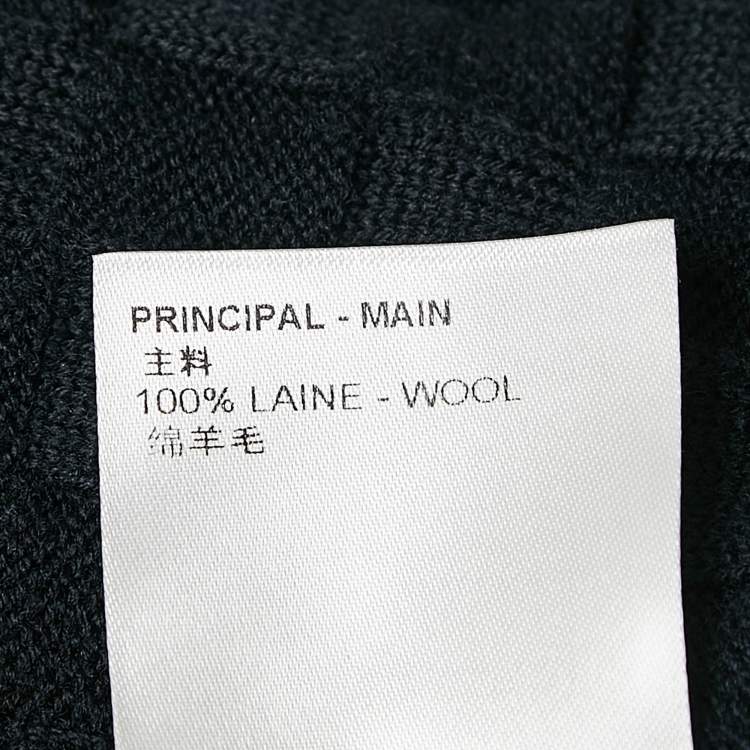 PRINCIPAL - MAIN
主料
100% LAINE - WOOL
绵羊毛